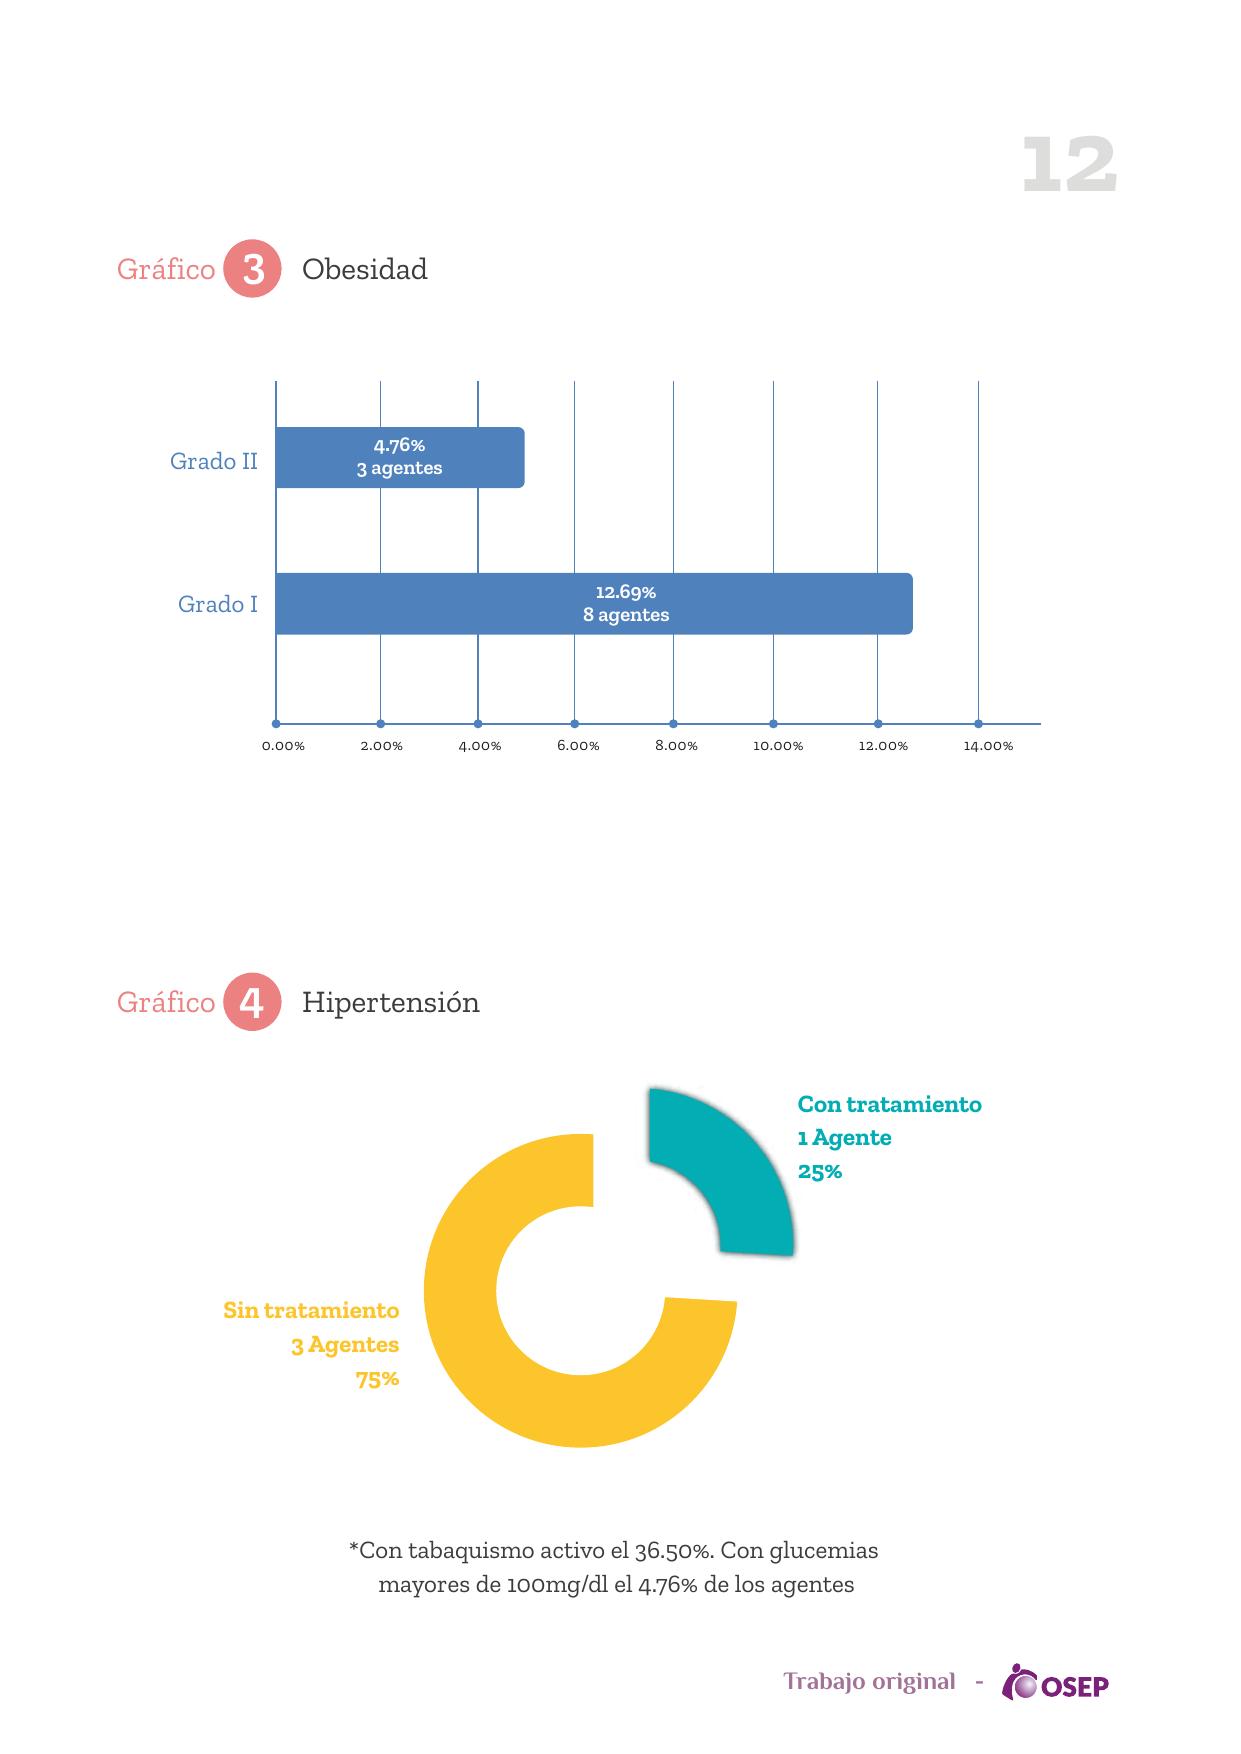 12
Gráfico 3 Obesidad
Grado II
4.76%
3 agentes
Grado I
12.69%
8 agentes
0.00% 2.00% 4.00% 6.00% 8.00% 10.00% 12.00% 14.00%
Gráfico 4 Hipertensión
Con tratamiento
1 Agente
25%
Sin tratamiento
3 Agentes
75%
*Con tabaquismo activo el 36.50%. Con glucemias
mayores de 100mg/dl el 4.76% de los agentes
Trabajo original - OSEP